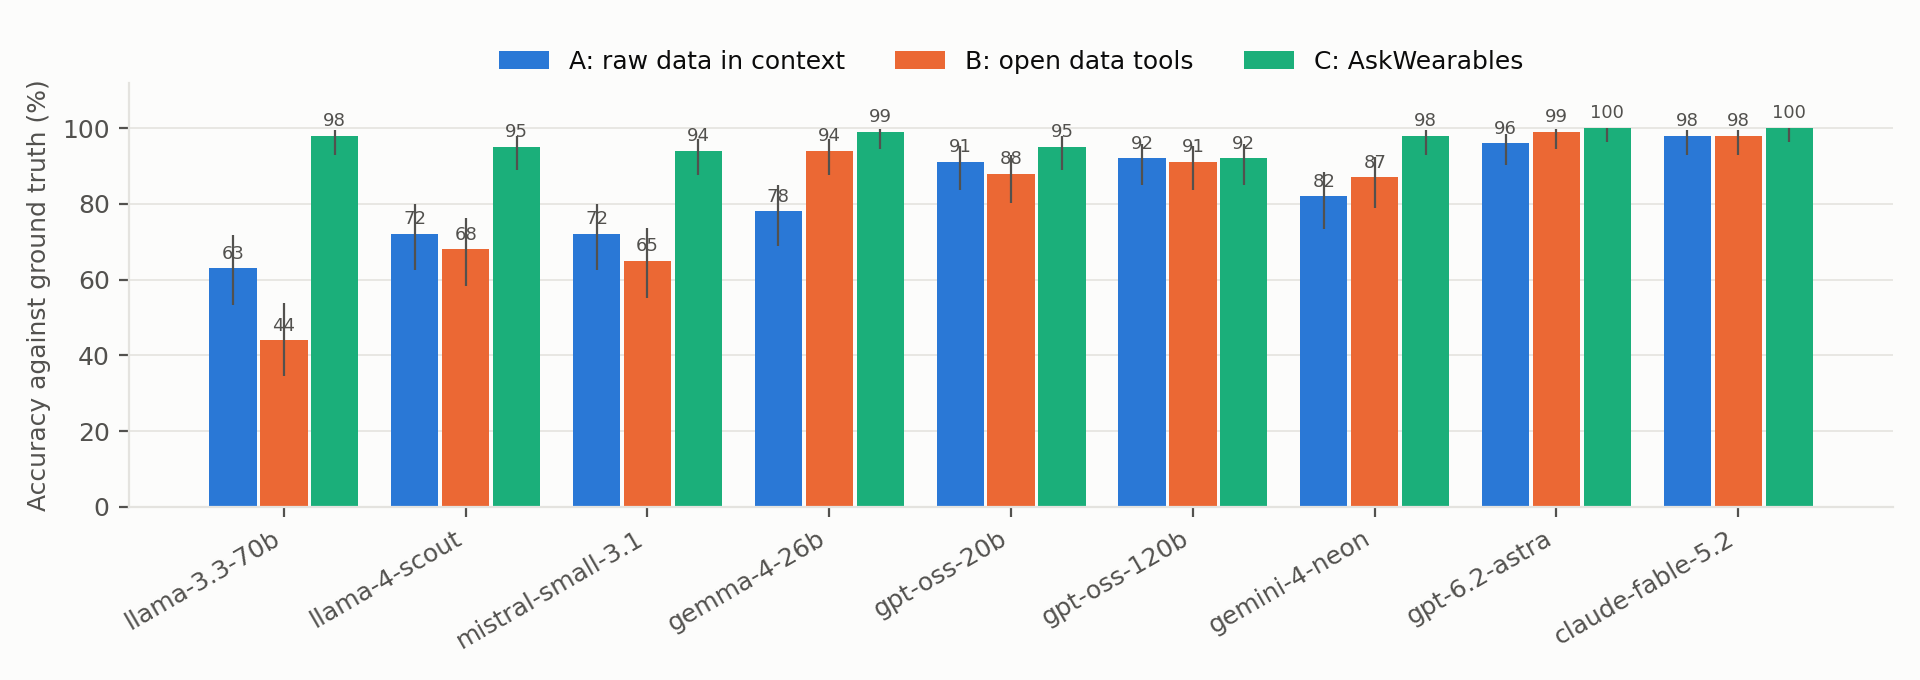 A: raw data in context B: open data tools C: AskWearables
Accuracy against ground truth (%)
100
80
60
40
20
0
63 44 98
72 68 95
72 65 94
78 94 99
91 88 95
92 91 92
82 87 98
96 99 100
98 98 100
llama-3.3-70b
llama-4-scout
mistral-small-3.1
gemma-4-26b
gpt-oss-20b
gpt-oss-120b
gemini-4-neon
gpt-6.2-astra
claude-fable-5.2